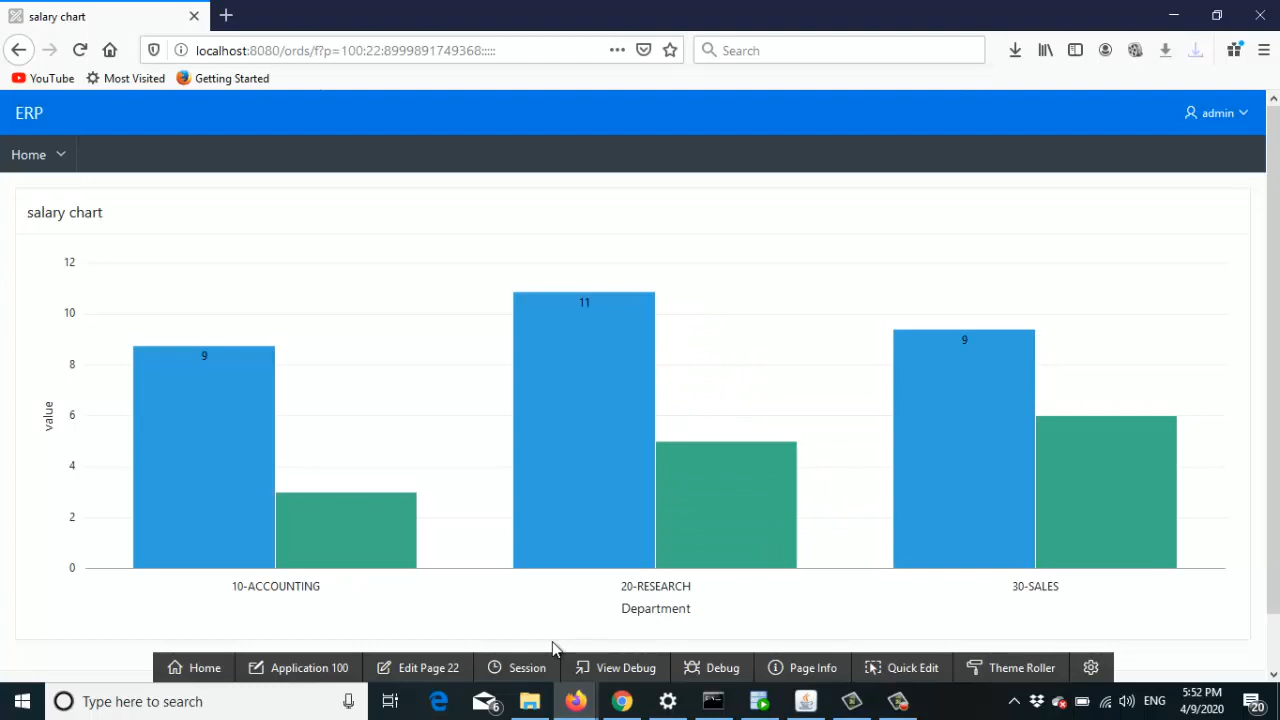 salary chart
localhost:8080/ords/f?p=100:22:8999891749368:::::
Search
YouTube
Most Visited
Getting Started
ERP
admin
Home
salary chart
12
10
8
6
4
2
0
value
9
11
9
10-ACCOUNTING
20-RESEARCH
30-SALES
Department
Home
Application 100
Edit Page 22
Session
View Debug
Debug
Page Info
Quick Edit
Theme Roller
Type here to search
6
ENG
5:52 PM
4/9/2020
20